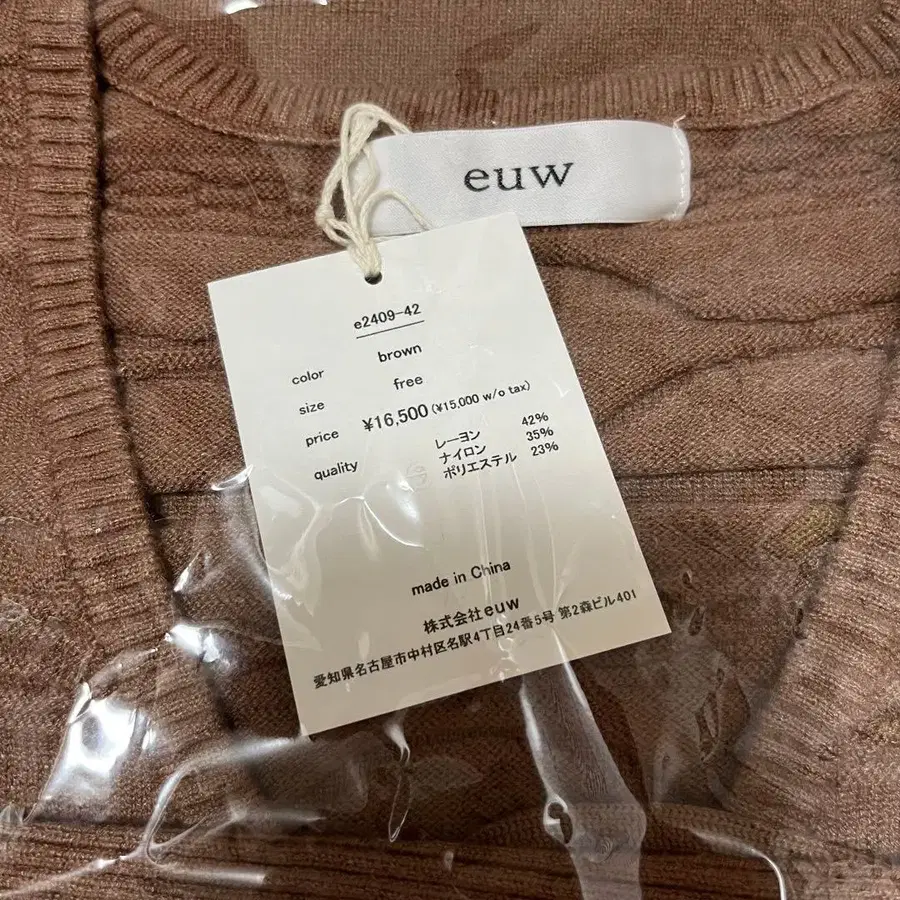 euw
e2409-42
color brown
size free
price ¥16,500 (¥15,000 w/o tax)
quality レーヨン 42%
ナイロン 35%
ポリエステル 23%
made in China
株式会社euw
愛知県名古屋市中村区名駅4丁目24番5号 第2森ビル401